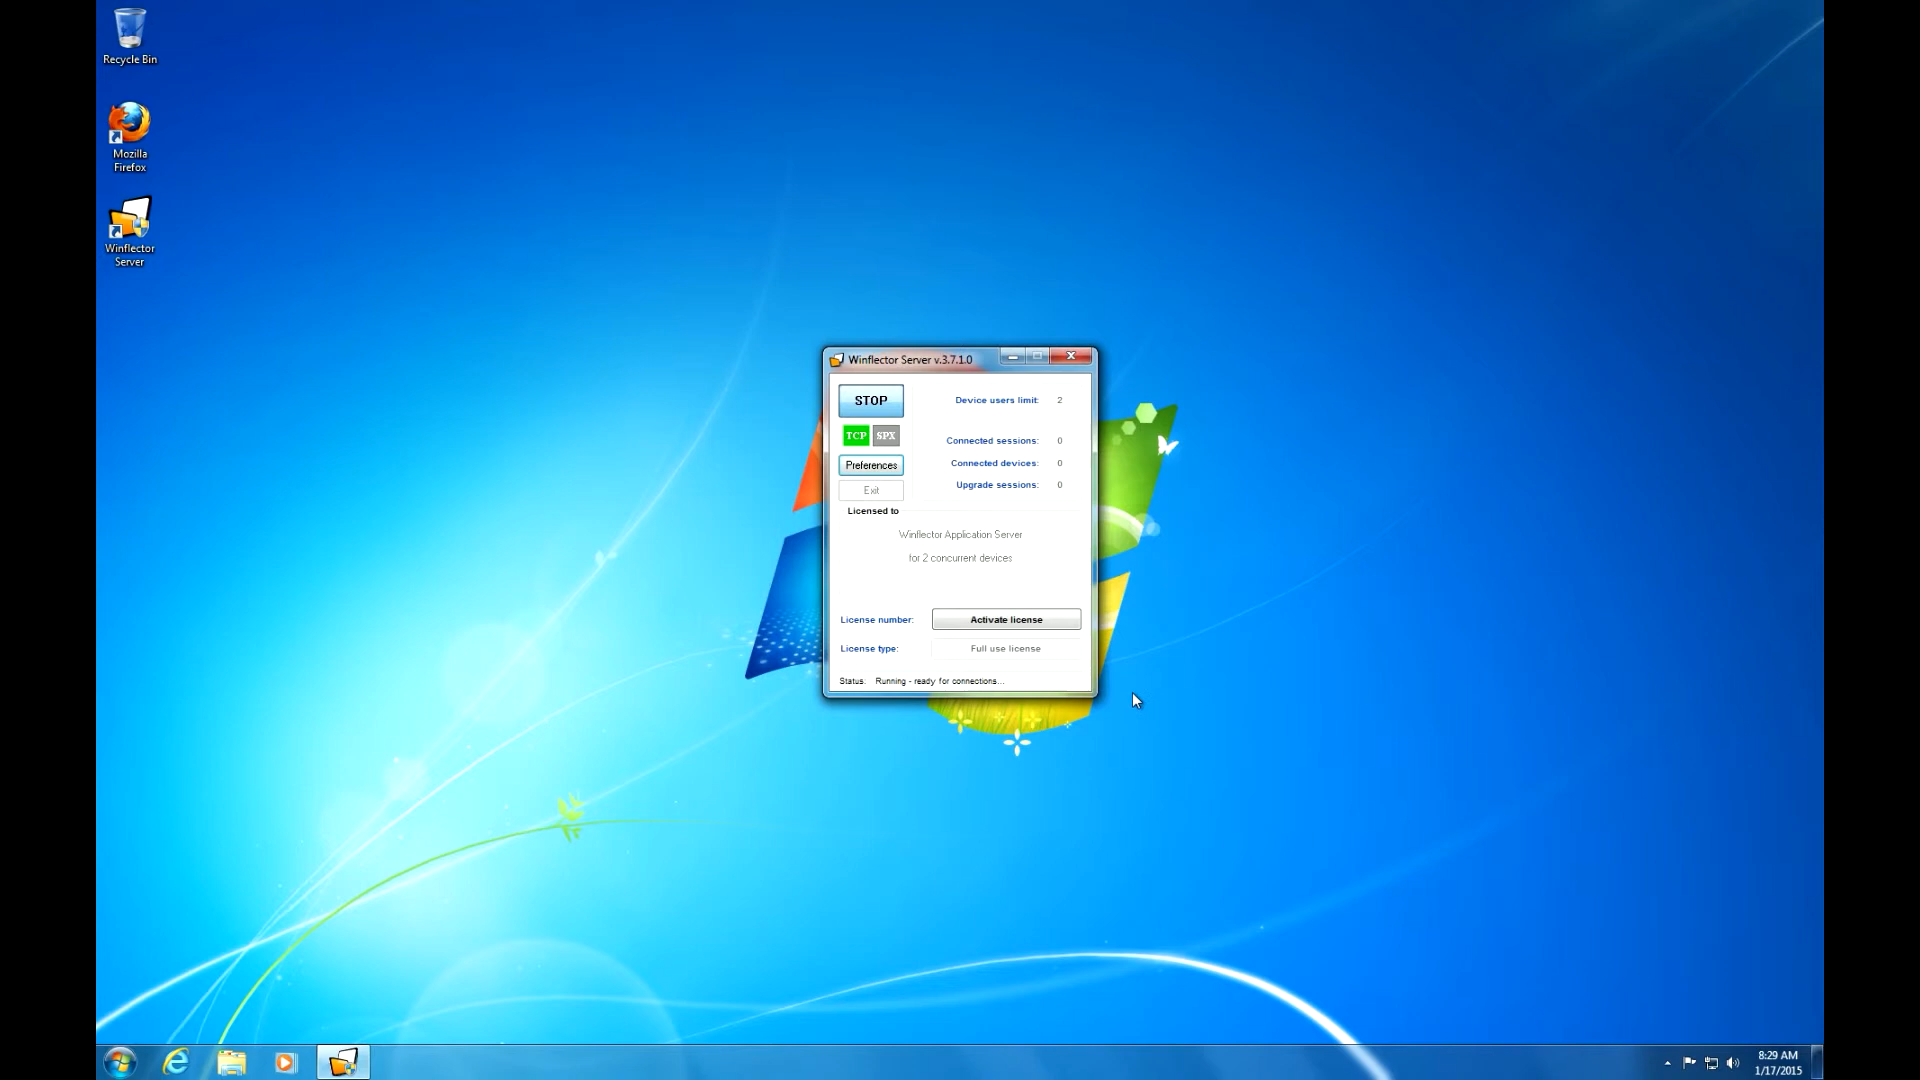 Recycle Bin
Mozilla
Firefox
Winflector
Server
Winflector Server v.3.7.1.0
STOP
Device users limit: 2
TCP SPX
Connected sessions: 0
Preferences
Connected devices: 0
Exit
Upgrade sessions: 0
Licensed to
Winflector Application Server
for 2 concurrent devices
License number: Activate license
License type: Full use license
Status: Running - ready for connections...
8:29 AM
1/17/2015